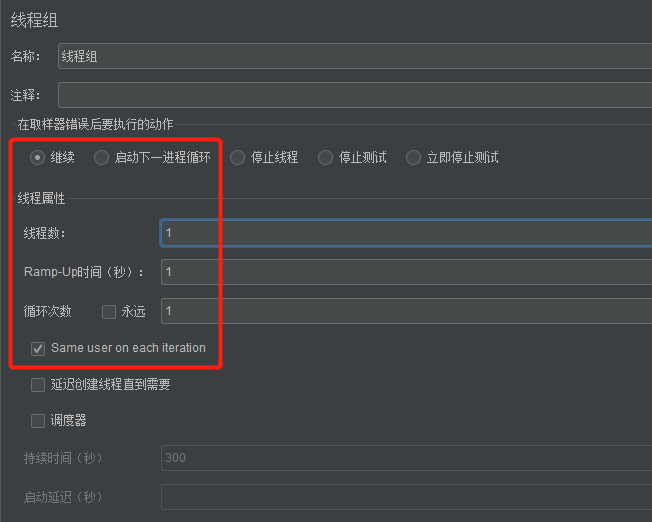 线程组
名称： 线程组
注释：
在取样器错误后要执行的动作
继续 启动下一进程循环 停止线程 停止测试 立即停止测试
线程属性
线程数： 1
Ramp-Up时间（秒）： 1
循环次数 永远 1
Same user on each iteration
延迟创建线程直到需要
调度器
持续时间（秒） 300
启动延迟（秒）